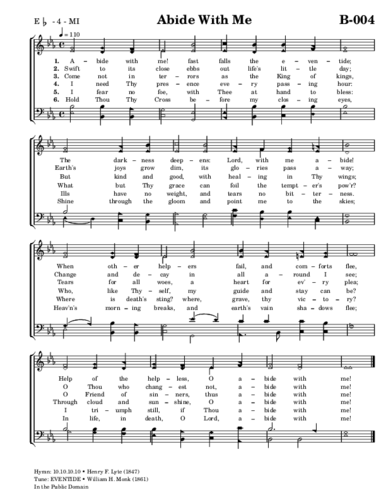 E♭ - 4 - MI
Abide With Me
B-004
♩=110
1. A – bide with me! fast falls the e – ven – tide;
2. Swift to its close ebbs out life's bit – tle day;
3. Come not in ter – rors as the King of kings,
4. I need Thy pres – ence ev – ery pass – ing hour:
5. I fear no foe, with Thee at hand to bless:
6. Hold Thou Thy Cross be – fore my clos – ing eyes,
The dark – ness deep – ens: Lord, with me a – bide!
Earth's joys grow dim, its glo – ries pass a – way;
But kind and good, with heal – ing in Thy wings;
What but Thy grace can foil the tempt – er's pow'r?
Ills have no weight, and tears no bit – ter – ness.
Shine through the gloom and point me to the skies;
When oth – er help – ers fail, and com – forts flee,
Change and de – cay in all a – round I see;
Tears for all woes, a heart for ev' – ry plea;
Who, like Thy – self, my guide and stay can be?
Where is death's sting? where, grave, thy vic – to – ry?
Heav'n's morn – ing breaks, and earth's vain sha – dows flee;
Help of the help – less, O a – bide with me!
O Thou who chang – est not, a – bide with me!
O Friend of sin – ners, thus a – bide with me!
Through cloud and sun – shine, O a – bide with me!
I tri – umph still, if Thou a – bide with me!
In life, in death, O Lord, a – bide with me!
Hymn: 10.10.10.10 • Henry F. Lyte (1847)
Tune: EVENTIDE • William H. Monk (1861)
In the Public Domain